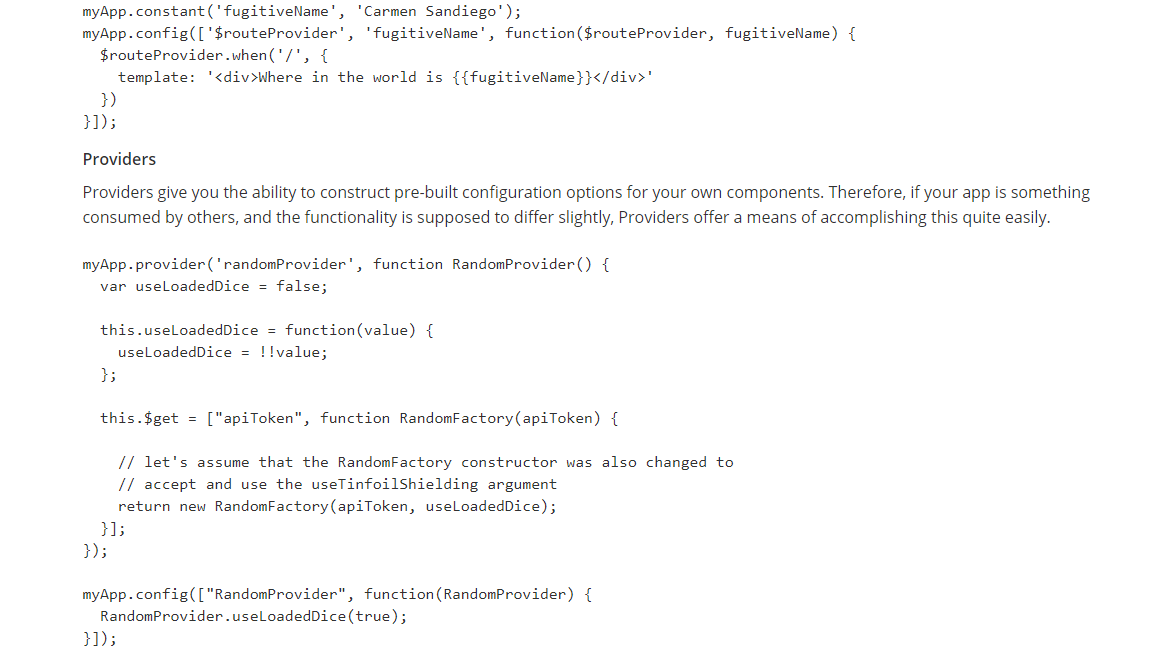 myApp.constant('fugitiveName', 'Carmen Sandiego');
myApp.config(['$routeProvider', 'fugitiveName', function($routeProvider, fugitiveName) {
  $routeProvider.when('/', {
    template: '<div>Where in the world is {{fugitiveName}}</div>'
  })
}]);
Providers
Providers give you the ability to construct pre-built configuration options for your own components. Therefore, if your app is something
consumed by others, and the functionality is supposed to differ slightly, Providers offer a means of accomplishing this quite easily.
myApp.provider('randomProvider', function RandomProvider() {
  var useLoadedDice = false;
  this.useLoadedDice = function(value) {
    useLoadedDice = !!value;
  };
  this.$get = ["apiToken", function RandomFactory(apiToken) {
    // let's assume that the RandomFactory constructor was also changed to
    // accept and use the useTinfoilShielding argument
    return new RandomFactory(apiToken, useLoadedDice);
  }];
});
myApp.config(["RandomProvider", function(RandomProvider) {
  RandomProvider.useLoadedDice(true);
}]);